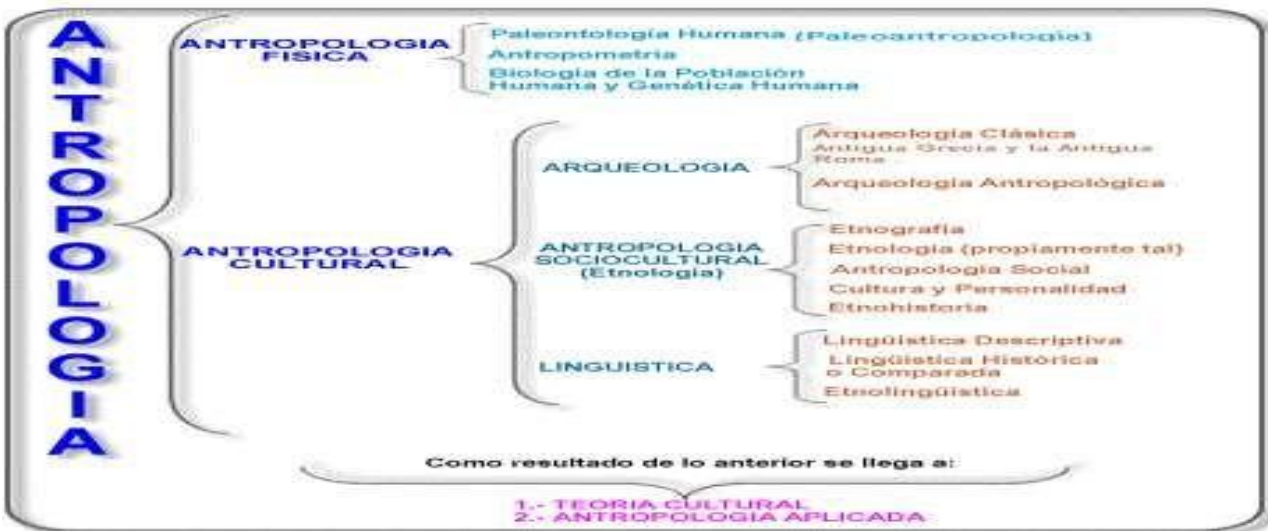 ANTROPOLOGIA
ANTROPOLOGIA
FISICA
Paleontología Humana (Paleoantropología)
Antropometria
Biología de la Población
Humana y Genética Humana
ANTROPOLOGIA
CULTURAL
ARQUEOLOGIA
Arqueología Clásica
Antigua Grecia y la Antigua
Roma
Arqueología Antropológica
ANTROPOLOGIA
SOCIOCULTURAL
(Etnología)
Etnografía
Etnología (propiamente tal)
Antropología Social
Cultura y Personalidad
Etnohistoria
LINGUISTICA
Lingüística Descriptiva
Lingüística Histórica
o Comparada
Etnolingüística
Como resultado de lo anterior se llega a:
1.- TEORIA CULTURAL
2.- ANTROPOLOGIA APLICADA